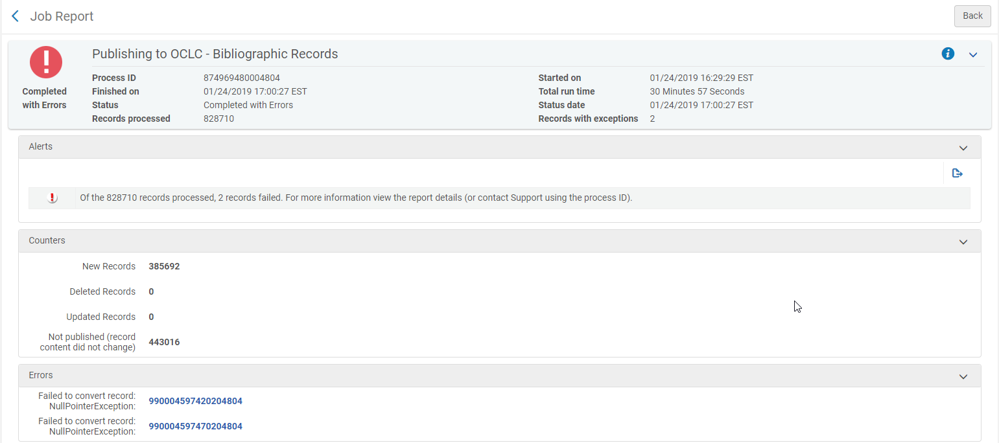 Job Report
Back
Publishing to OCLC - Bibliographic Records
Completed
with Errors
Process ID 874969480004804
Finished on 01/24/2019 17:00:27 EST
Status Completed with Errors
Records processed 828710
Started on 01/24/2019 16:29:29 EST
Total run time 30 Minutes 57 Seconds
Status date 01/24/2019 17:00:27 EST
Records with exceptions 2
Alerts
Of the 828710 records processed, 2 records failed. For more information view the report details (or contact Support using the process ID).
Counters
New Records 385692
Deleted Records 0
Updated Records 0
Not published (record
content did not change) 443016
Errors
Failed to convert record:
NullPointerException: 990004597420204804
Failed to convert record:
NullPointerException: 990004597470204804